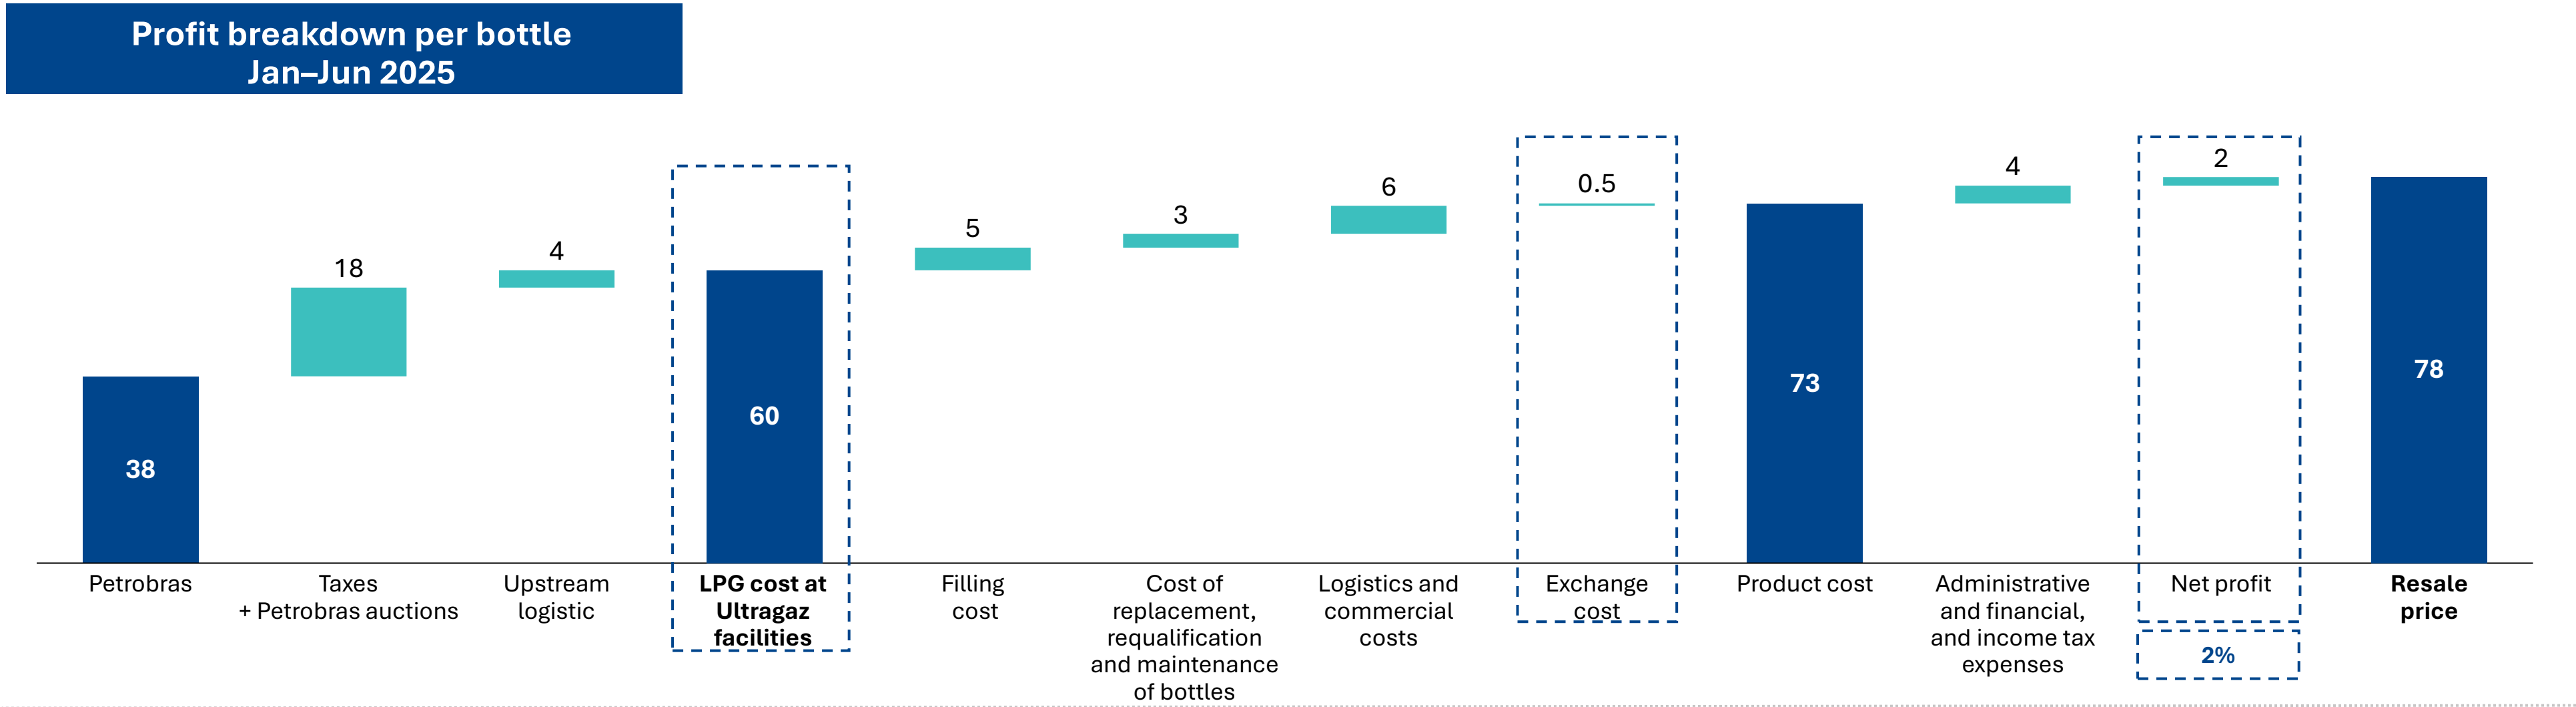 Profit breakdown per bottle
Jan–Jun 2025
38
18
4
60
5
3
6
0.5
73
4
2
78
Petrobras
Taxes
+ Petrobras auctions
Upstream
logistic
LPG cost at
Ultragaz
facilities
Filling
cost
Cost of
replacement,
requalification
and maintenance
of bottles
Logistics and
commercial
costs
Exchange
cost
Product cost
Administrative
and financial,
and income tax
expenses
Net profit
2%
Resale
price